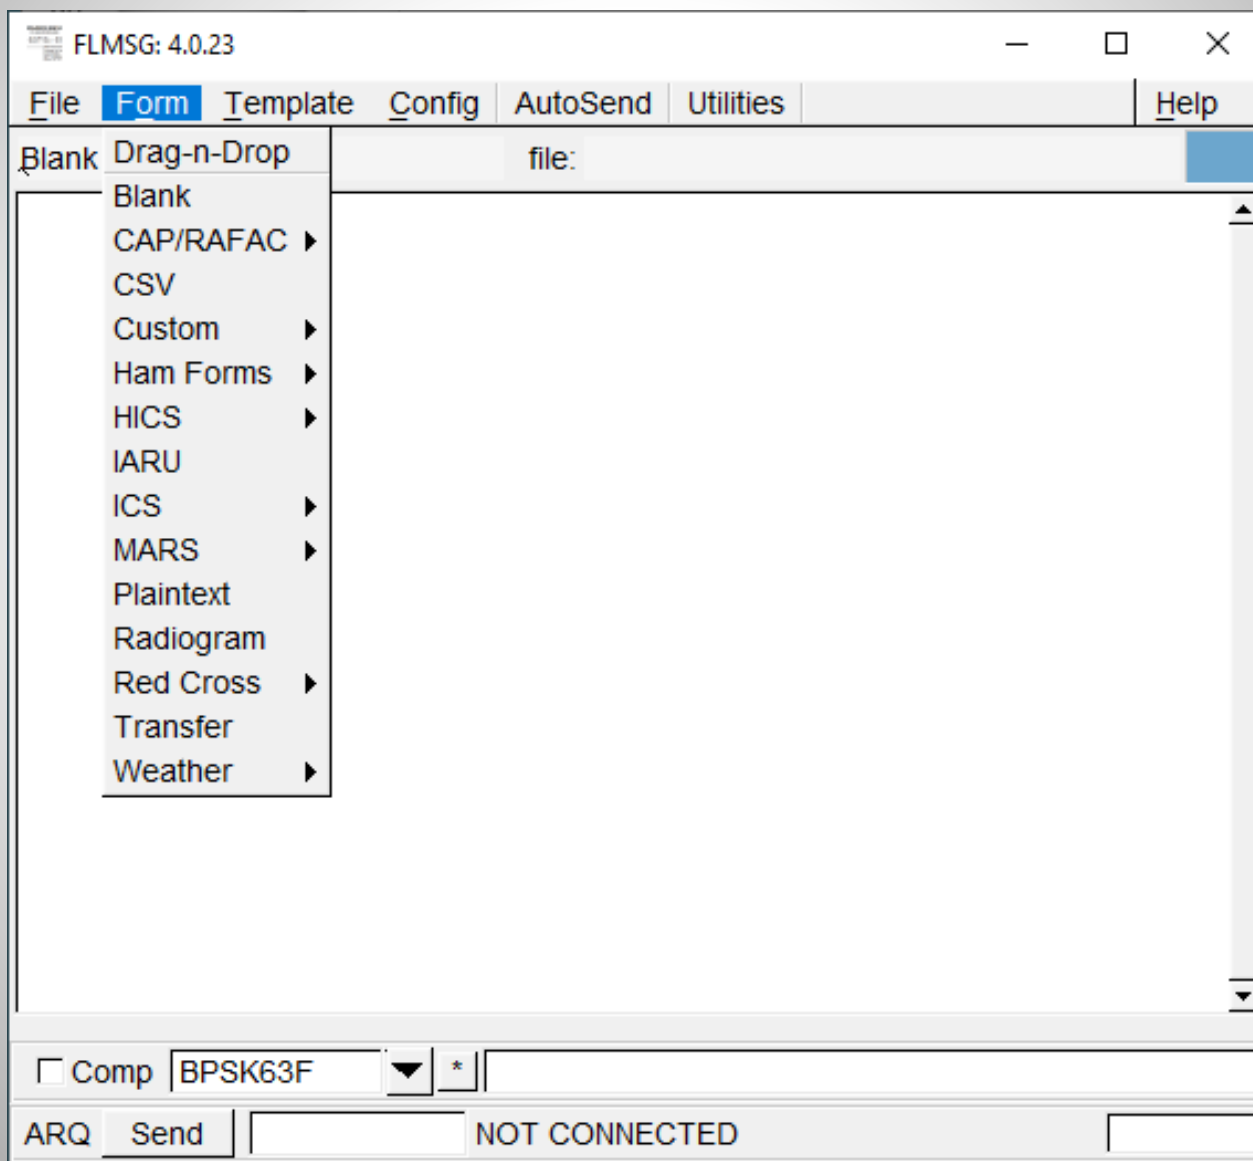 FLMSG: 4.0.23
File Form Template Config AutoSend Utilities Help
Blank file:
Drag-n-Drop
Blank
CAP/RAFAC
CSV
Custom
Ham Forms
HICS
IARU
ICS
MARS
Plaintext
Radiogram
Red Cross
Transfer
Weather
Comp BPSK63F *
ARQ Send NOT CONNECTED